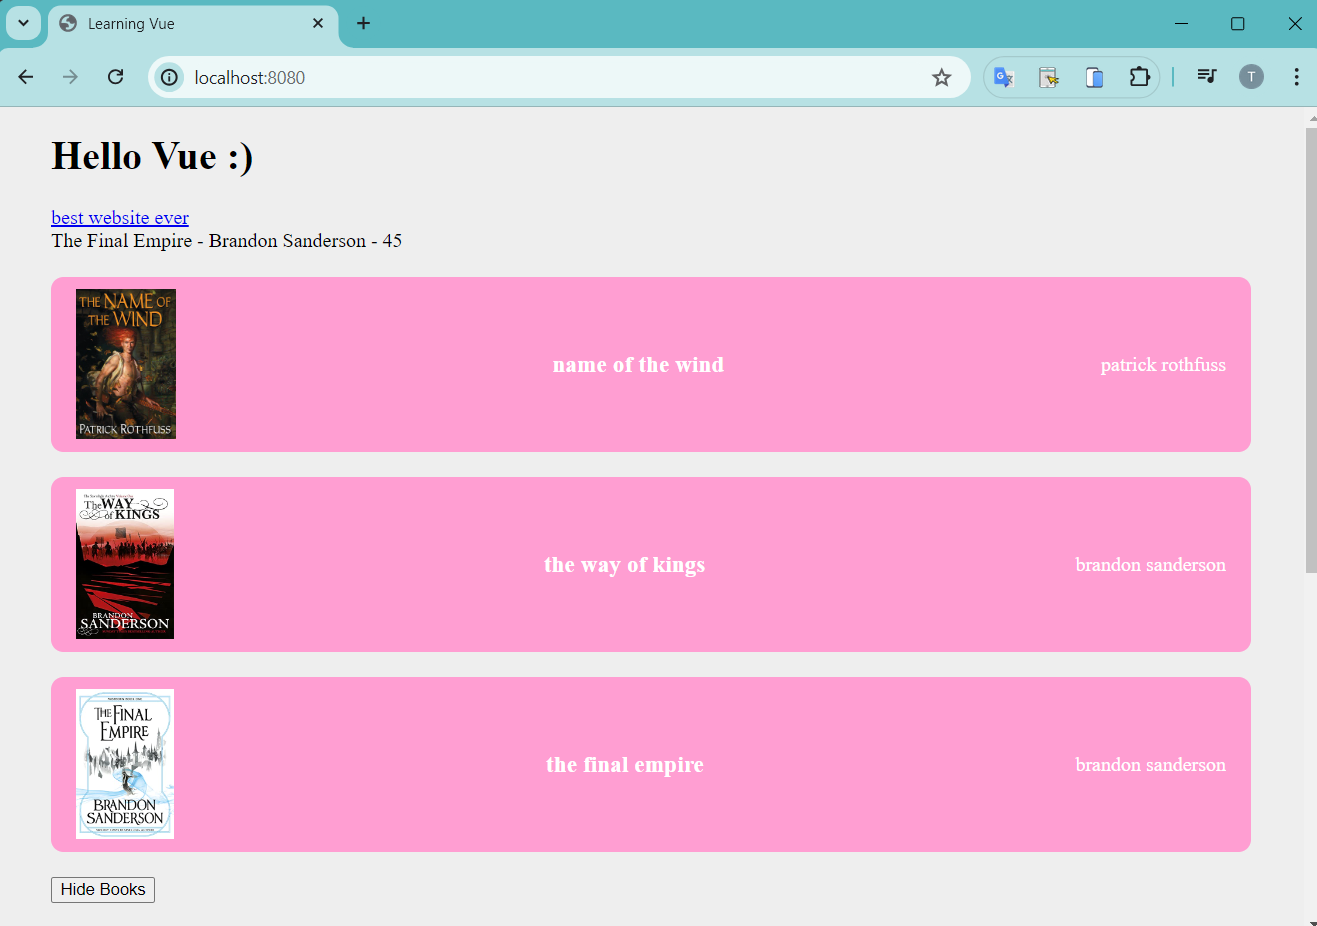 Learning Vue
localhost:8080
T
Hello Vue :)
best website ever
The Final Empire - Brandon Sanderson - 45
THE NAME OF
THE WIND
PATRICK ROTHFUSS
name of the wind
patrick rothfuss
The WAY
of KINGS
BRANDON
SANDERSON
the way of kings
brandon sanderson
THE FINAL
EMPIRE
BRANDON
SANDERSON
the final empire
brandon sanderson
Hide Books